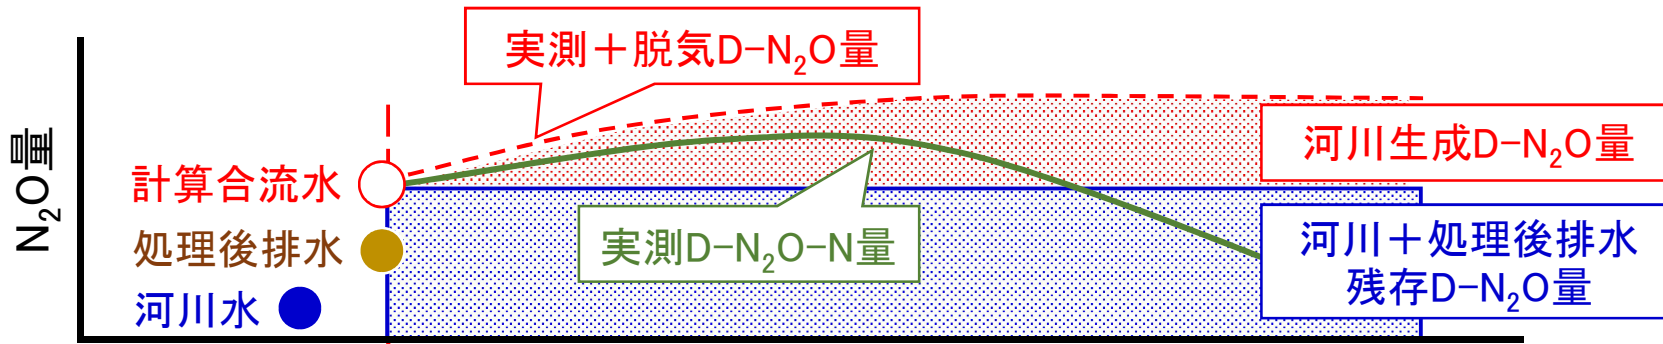 実測＋脱気D-N₂O量
N₂O量
計算合流水
処理後排水
河川水
実測D-N₂O-N量
河川生成D-N₂O量
河川＋処理後排水
残存D-N₂O量